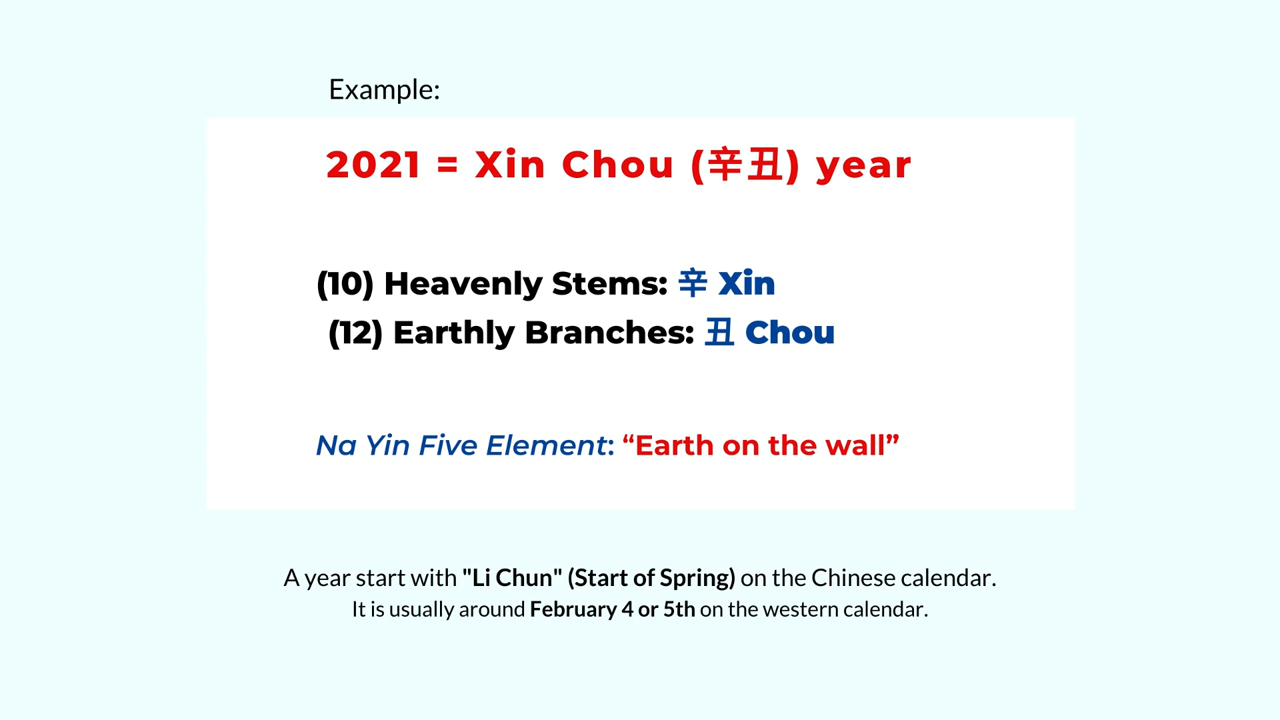 Example:
2021 = Xin Chou (辛丑) year
(10) Heavenly Stems: 辛 Xin
(12) Earthly Branches: 丑 Chou
Na Yin Five Element: “Earth on the wall”
A year start with "Li Chun" (Start of Spring) on the Chinese calendar.
It is usually around February 4 or 5th on the western calendar.